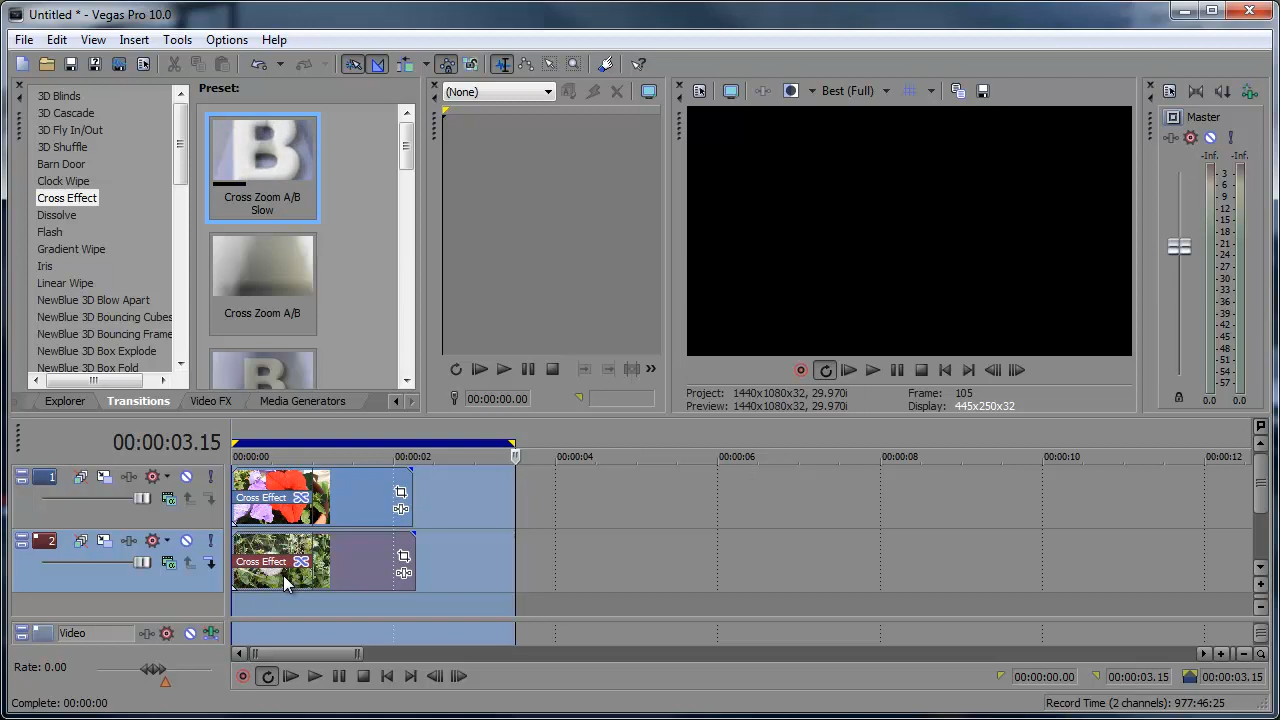 Untitled * - Vegas Pro 10.0
File Edit View Insert Tools Options Help
3D Blinds
3D Cascade
3D Fly In/Out
3D Shuffle
Barn Door
Clock Wipe
Cross Effect
Dissolve
Flash
Gradient Wipe
Iris
Linear Wipe
NewBlue 3D Blow Apart
NewBlue 3D Bouncing Cubes
NewBlue 3D Bouncing Frame
NewBlue 3D Box Explode
NewBlue 3D Box Fold
Preset:
Cross Zoom A/B
Slow
Cross Zoom A/B
Explorer Transitions Video FX Media Generators
(None)
00:00:00.00
Best (Full)
Project: 1440x1080x32, 29.970i Frame: 105
Preview: 1440x1080x32, 29.970i Display: 445x250x32
Master
-Inf. -Inf.
3
6
9
12
15
18
21
24
27
30
33
36
39
42
45
48
51
54
57
0.0 0.0
00:00:03.15
00:00:00 00:00:02 00:00:04 00:00:06 00:00:08 00:00:10 00:00:12
1
Cross Effect
2
Cross Effect
Video
Rate: 0.00
00:00:00.00 00:00:03.15 00:00:03.15
Complete: 00:00:00
Record Time (2 channels): 977:46:25